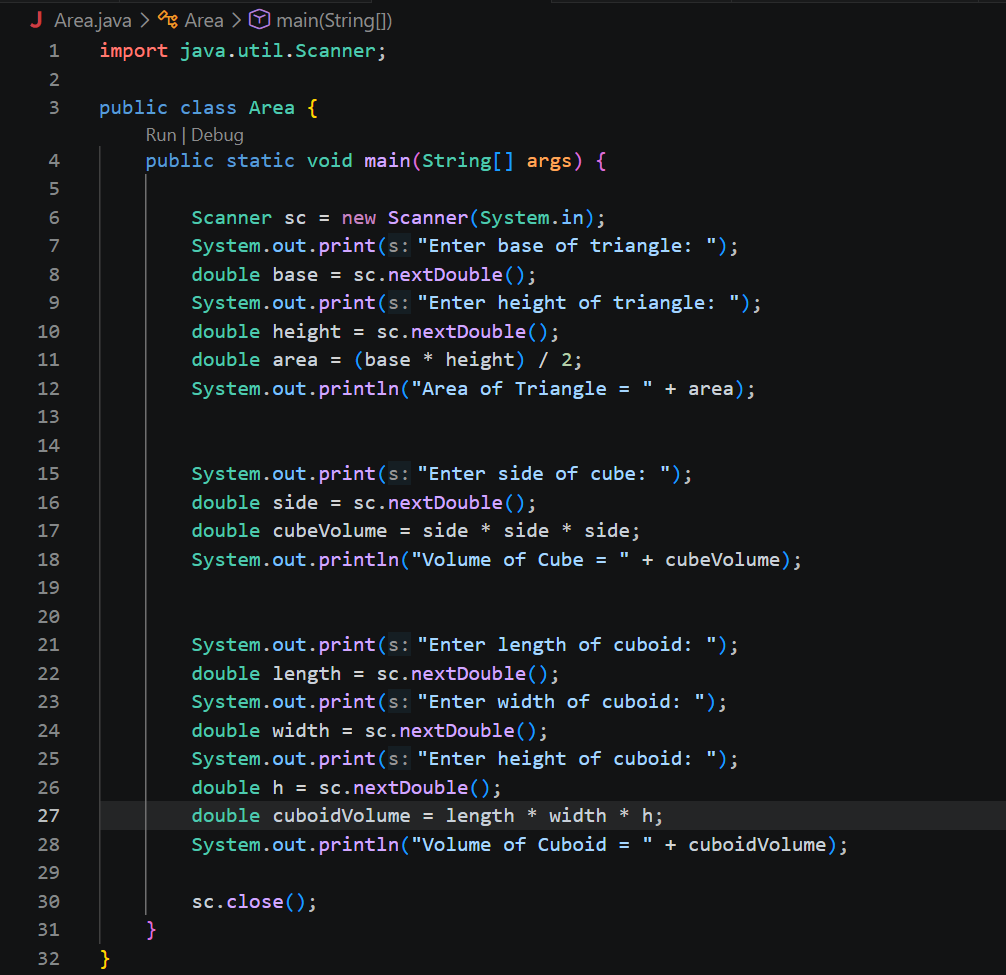 J Area.java > Area > main(String[])
1 import java.util.Scanner;
2
3 public class Area {
Run | Debug
4 public static void main(String[] args) {
5
6 Scanner sc = new Scanner(System.in);
7 System.out.print(s: "Enter base of triangle: ");
8 double base = sc.nextDouble();
9 System.out.print(s: "Enter height of triangle: ");
10 double height = sc.nextDouble();
11 double area = (base * height) / 2;
12 System.out.println("Area of Triangle = " + area);
13
14
15 System.out.print(s: "Enter side of cube: ");
16 double side = sc.nextDouble();
17 double cubeVolume = side * side * side;
18 System.out.println("Volume of Cube = " + cubeVolume);
19
20
21 System.out.print(s: "Enter length of cuboid: ");
22 double length = sc.nextDouble();
23 System.out.print(s: "Enter width of cuboid: ");
24 double width = sc.nextDouble();
25 System.out.print(s: "Enter height of cuboid: ");
26 double h = sc.nextDouble();
27 double cuboidVolume = length * width * h;
28 System.out.println("Volume of Cuboid = " + cuboidVolume);
29
30 sc.close();
31 }
32 }